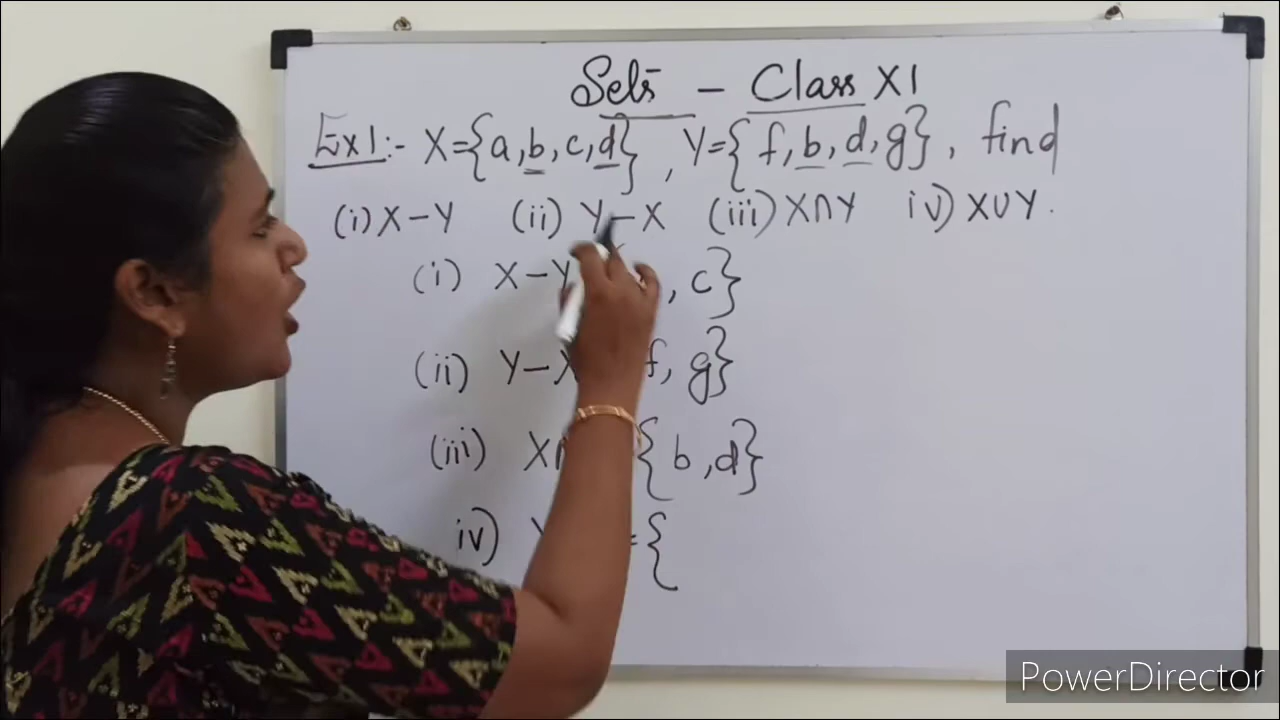 Sets - Class XI
Ex1:- X={a,b,c,d}, Y={f,b,d,g}, find
(i) X-Y (ii) Y-X (iii) X∩Y iv) X∪Y.
(i) X-Y , c}
(ii) Y-X f, g}
(iii) X∩ {b,d}
iv) ={
PowerDirector